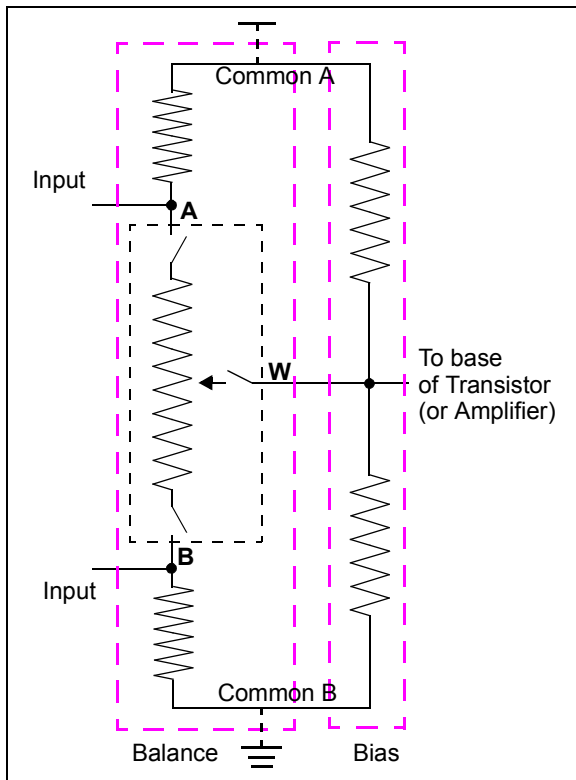 Common A
Input
A
W
To base
of Transistor
(or Amplifier)
B
Input
Common B
Balance
Bias